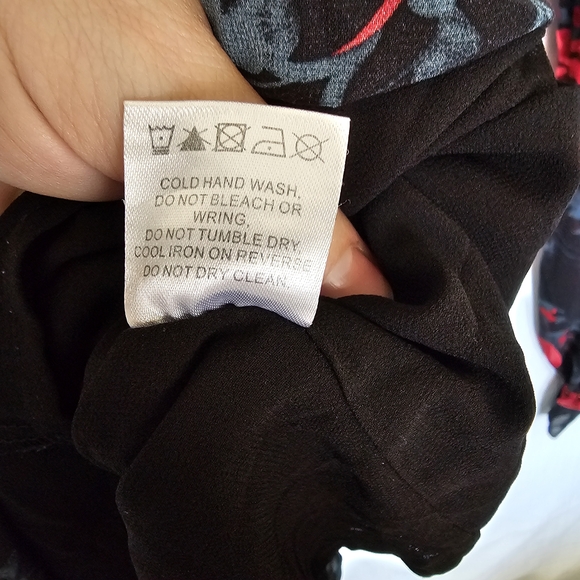 COLD HAND WASH,
DO NOT BLEACH OR
WRING,
DO NOT TUMBLE DRY
COOL IRON ON REVERSE
DO NOT DRY CLEAN.